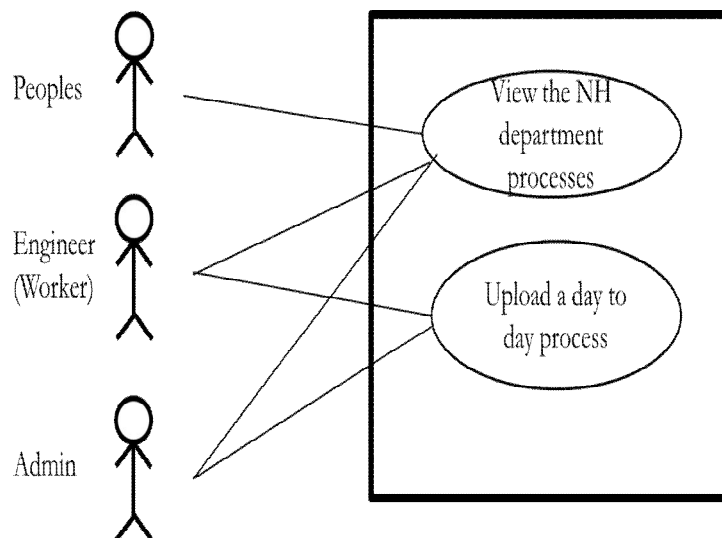 Peoples
View the NH
department
processes
Engineer
(Worker)
Upload a day to
day process
Admin